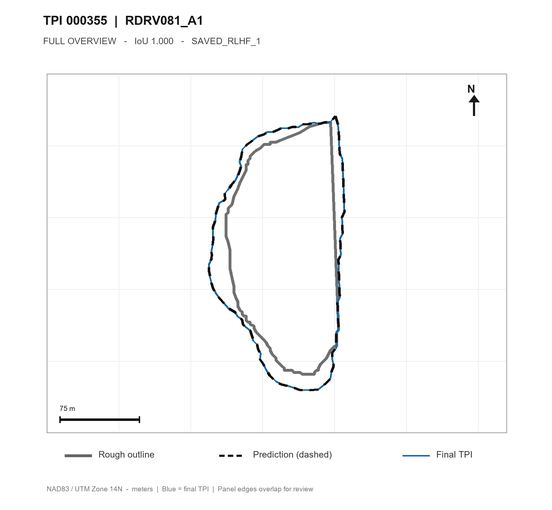 TPI 000355 | RDRV081_A1
FULL OVERVIEW - IoU 1.000 - SAVED_RLHF_1
N
75 m
Rough outline
Prediction (dashed)
Final TPI
NAD83 / UTM Zone 14N - meters | Blue = final TPI | Panel edges overlap for review